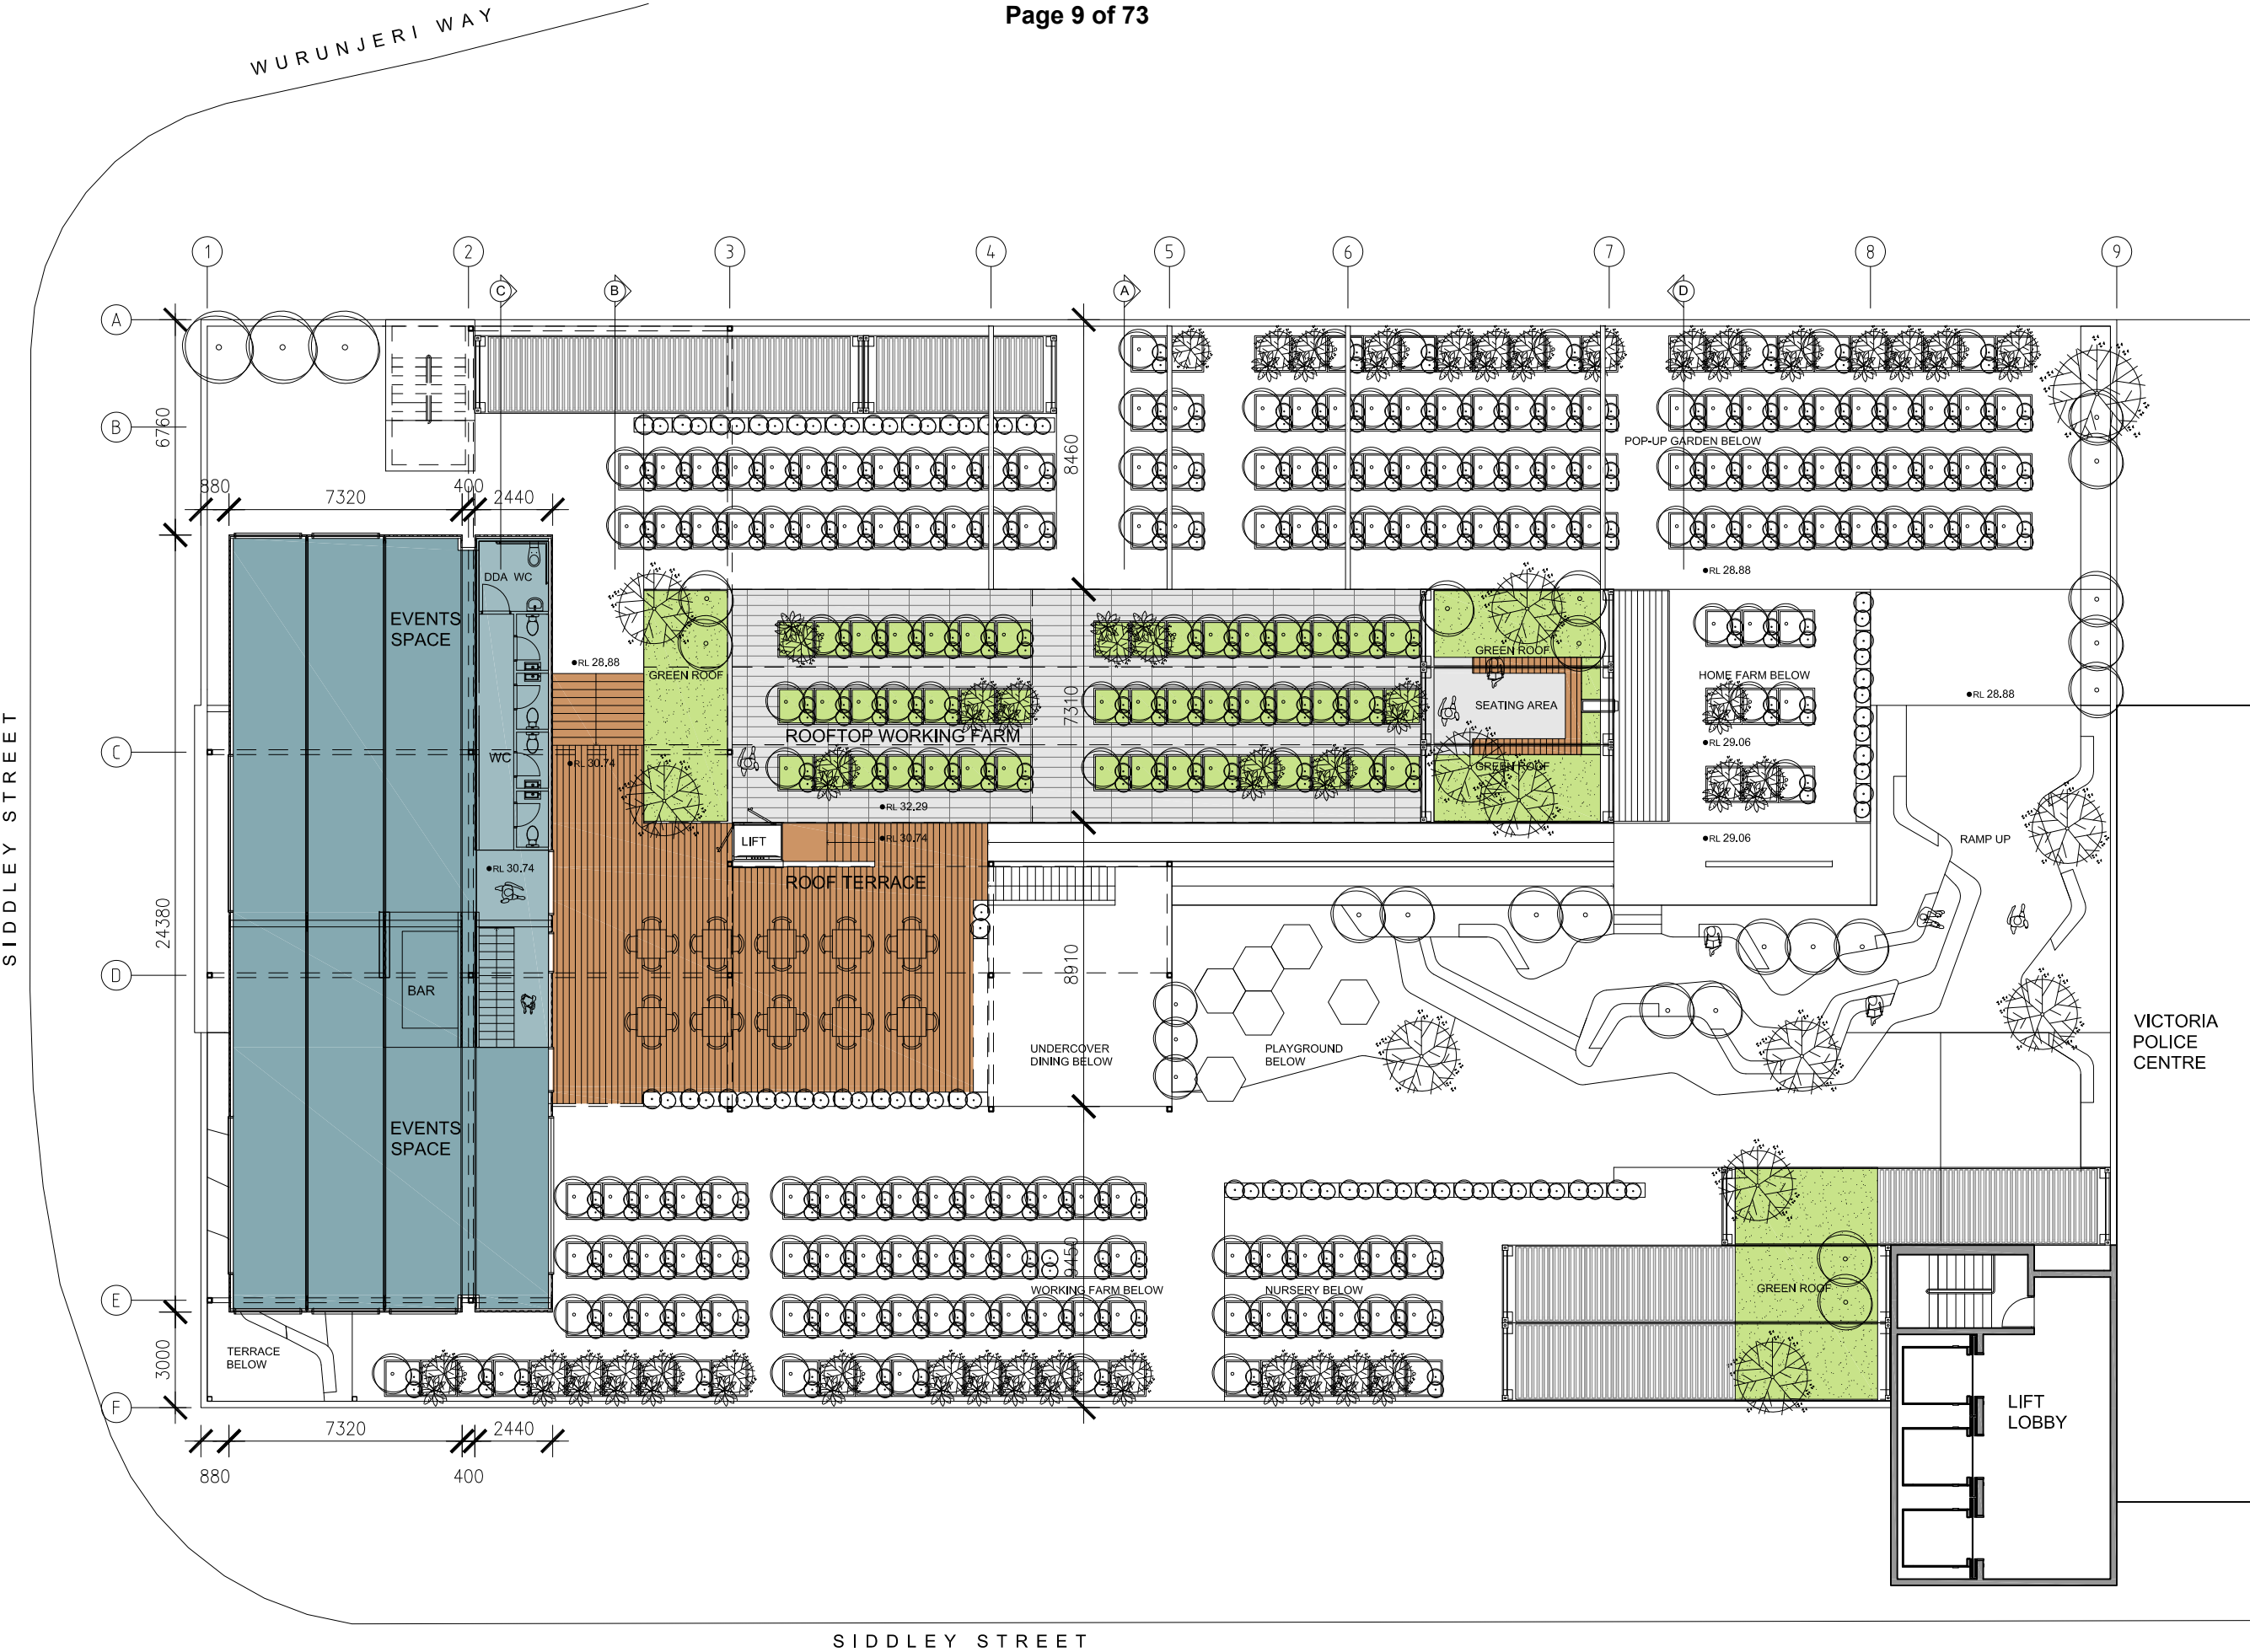 Page 9 of 73
WURUNJERI WAY
1
2
3
4
5
6
7
8
9
C
B
A
D
A
B
C
D
E
F
6760
880
7320
400
2440
8460
POP-UP GARDEN BELOW
RL 28.88
DDA WC
EVENTS
SPACE
RL 28.88
GREEN ROOF
GREEN ROOF
HOME FARM BELOW
RL 28.88
7310
SEATING AREA
ROOFTOP WORKING FARM
RL 29.06
WC
RL 30.74
GREEN ROOF
RL 32.29
LIFT
RL 30.74
RL 29.06
RAMP UP
RL 30.74
ROOF TERRACE
SIDDLEY STREET
24380
8910
BAR
UNDERCOVER
DINING BELOW
PLAYGROUND
BELOW
VICTORIA
POLICE
CENTRE
EVENTS
SPACE
9450
WORKING FARM BELOW
NURSERY BELOW
GREEN ROOF
TERRACE
BELOW
3000
LIFT
LOBBY
7320
2440
880
400
SIDDLEY STREET